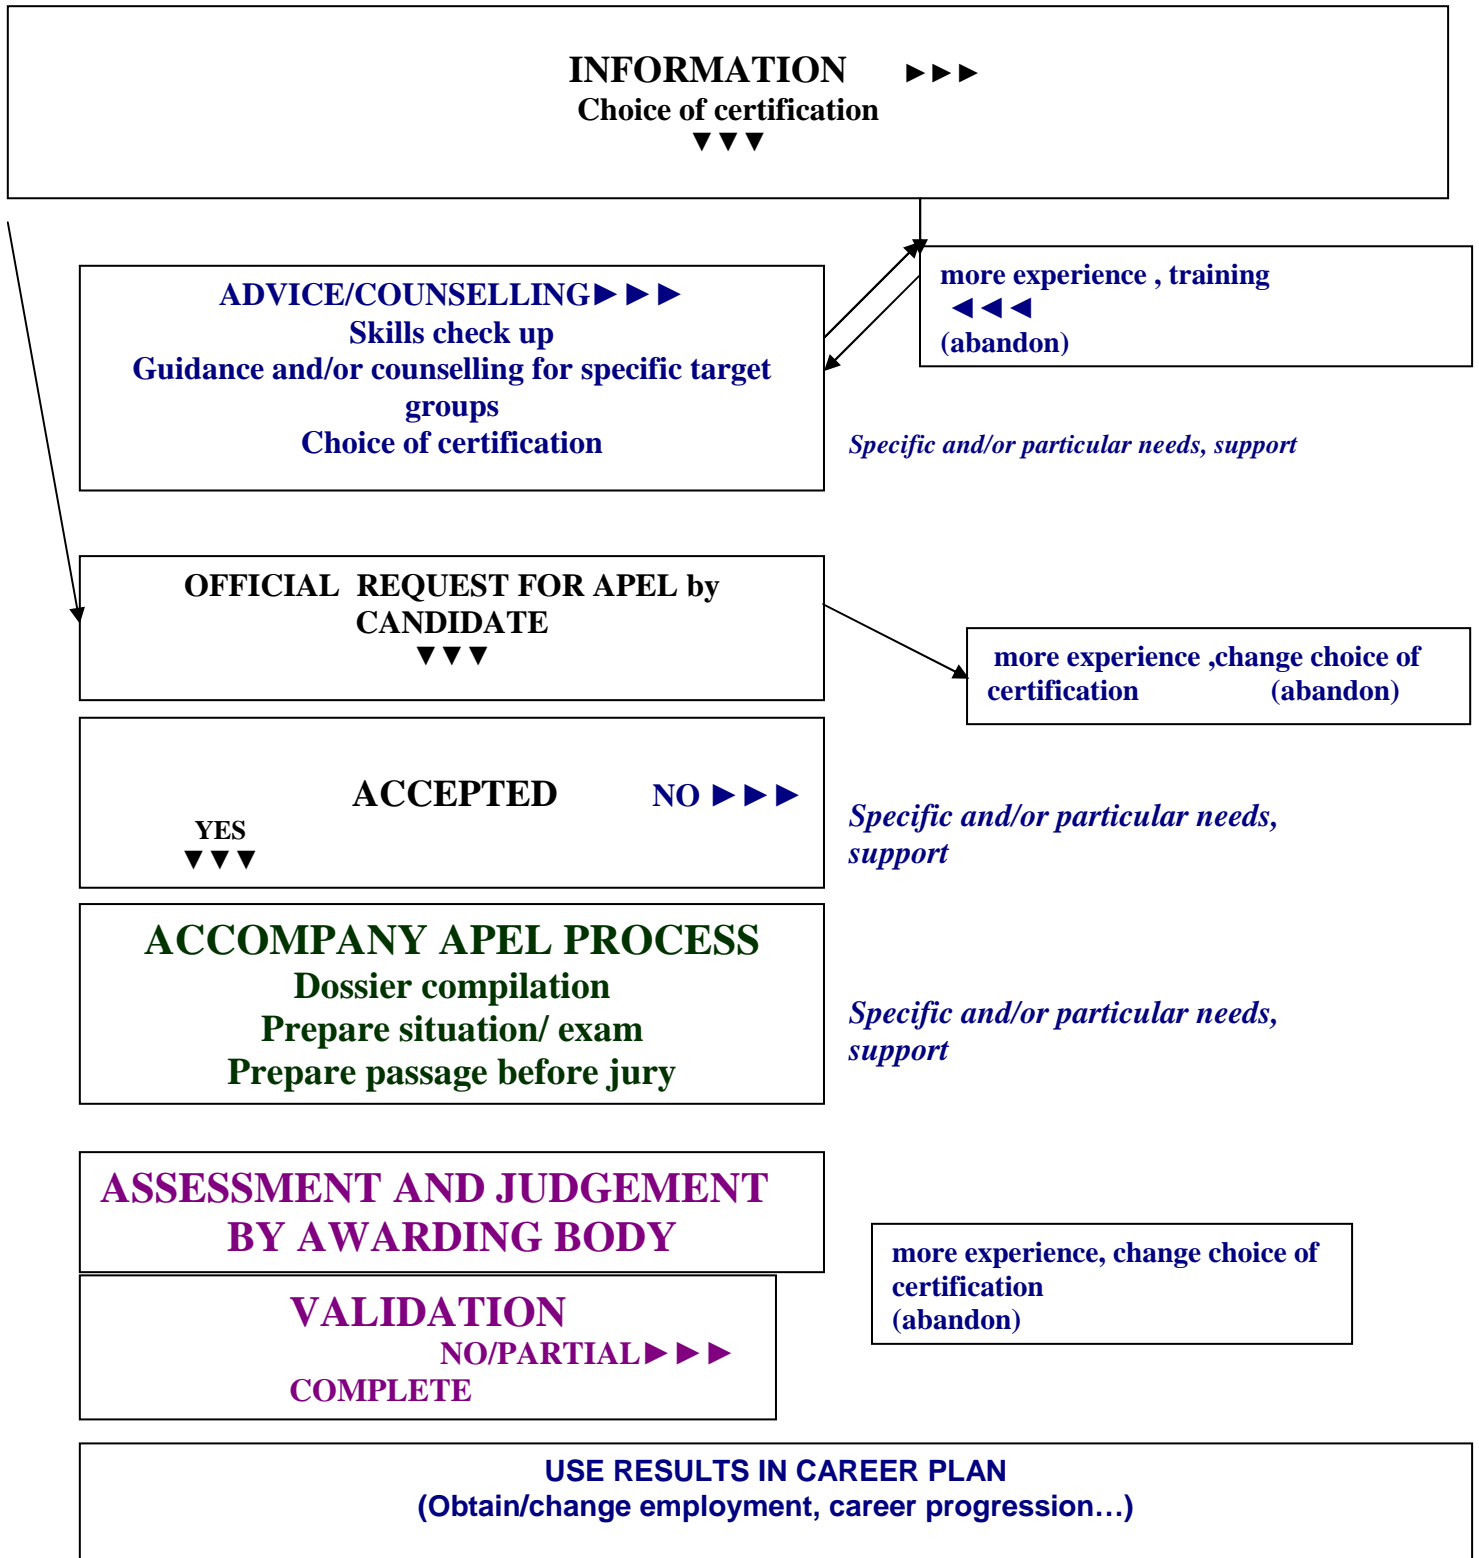 INFORMATION ►►►
Choice of certification
▼▼▼
more experience , training
◄◄◄
(abandon)
ADVICE/COUNSELLING►►►
Skills check up
Guidance and/or counselling for specific target
groups
Choice of certification
Specific and/or particular needs, support
OFFICIAL REQUEST FOR APEL by
CANDIDATE
▼▼▼
more experience ,change choice of
certification (abandon)
ACCEPTED NO ►►►
YES
▼▼▼
Specific and/or particular needs,
support
ACCOMPANY APEL PROCESS
Dossier compilation
Prepare situation/ exam
Prepare passage before jury
Specific and/or particular needs,
support
ASSESSMENT AND JUDGEMENT
BY AWARDING BODY
more experience, change choice of
certification
(abandon)
VALIDATION
NO/PARTIAL►►►
COMPLETE
USE RESULTS IN CAREER PLAN
(Obtain/change employment, career progression…)